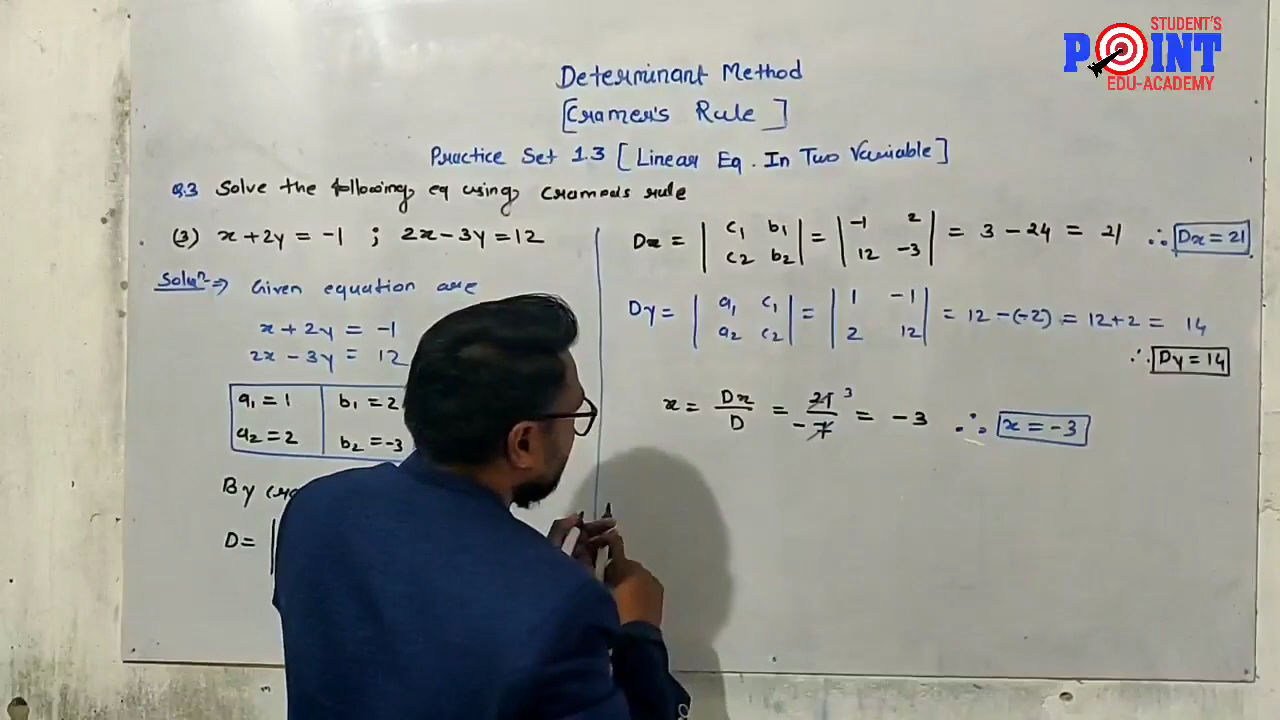 STUDENT'S
POINT
EDU-ACADEMY
Determinant Method
[Cramer's Rule]
Practice Set 1.3 [Linear Eq. In Two Variable]
Q.3 Solve the following eq using
(3) x + 2y = -1 ; 2x - 3y = 12
Soluⁿ ⇒ Given equation are
x + 2y = -1
2x - 3y = 12
a₁ = 1 b₁ = 2
a₂ = 2 b₂ = -3
By
D = |
Dx = | c₁ b₁ | = | -1 2 | = 3 - 24 = 21 ∴ Dx = 21
| c₂ b₂ | | 12 -3 |
Dy = | a₁ c₁ | = | 1 -1 | = 12 - (-2) = 12 + 2 = 14
| a₂ c₂ | | 2 12 |
∴ Dy = 14
x = Dx/D = 21/-7 3 = -3 ∴ x = -3